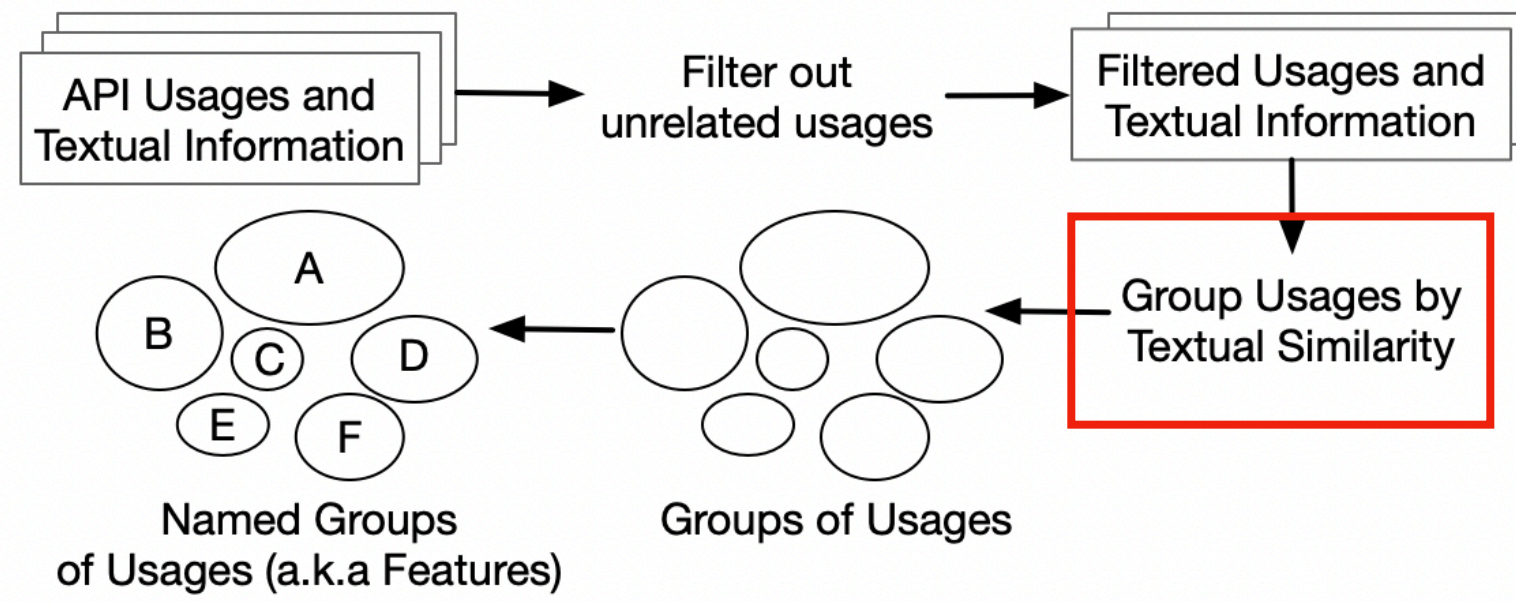 API Usages and
Textual Information
Filter out
unrelated usages
Filtered Usages and
Textual Information
Group Usages by
Textual Similarity
A
B
C
D
E
F
Groups of Usages
Named Groups
of Usages (a.k.a Features)